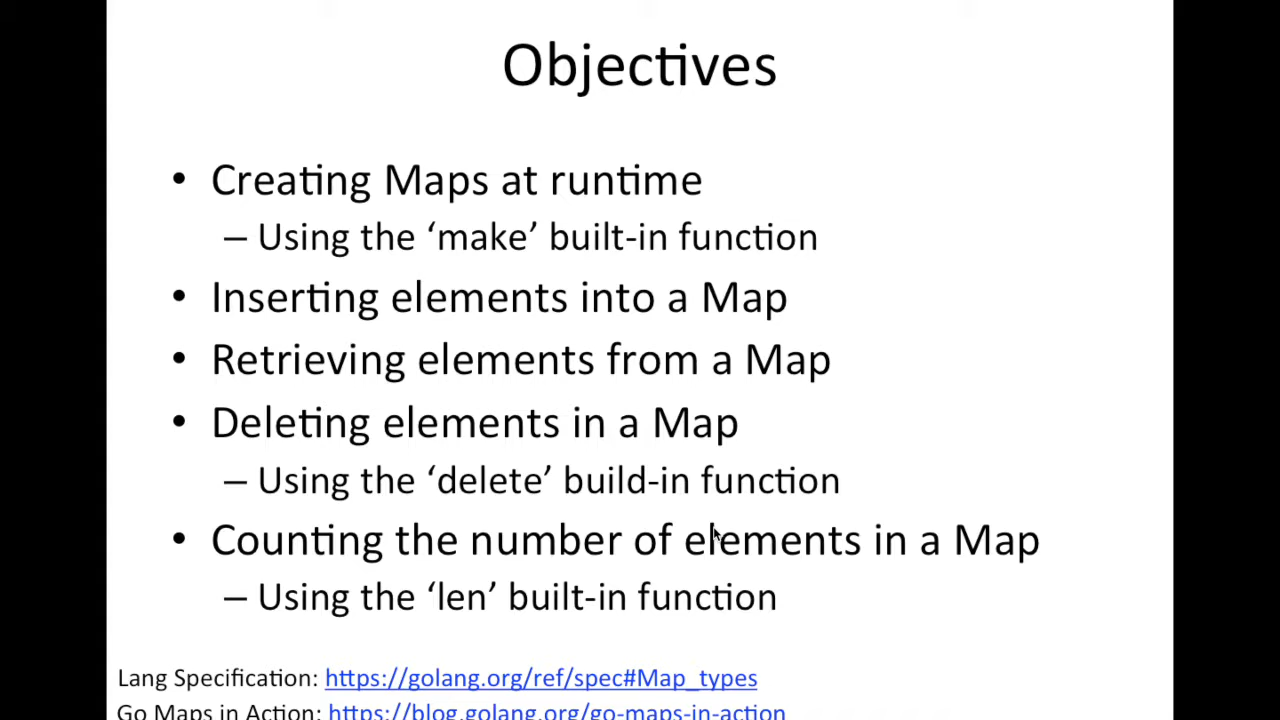 Objectives
• Creating Maps at runtime
– Using the ‘make’ built-in function
• Inserting elements into a Map
• Retrieving elements from a Map
• Deleting elements in a Map
– Using the ‘delete’ build-in function
• Counting the number of elements in a Map
– Using the ‘len’ built-in function
Lang Specification: https://golang.org/ref/spec#Map_types
Go Maps in Action: https://blog.golang.org/go-maps-in-action